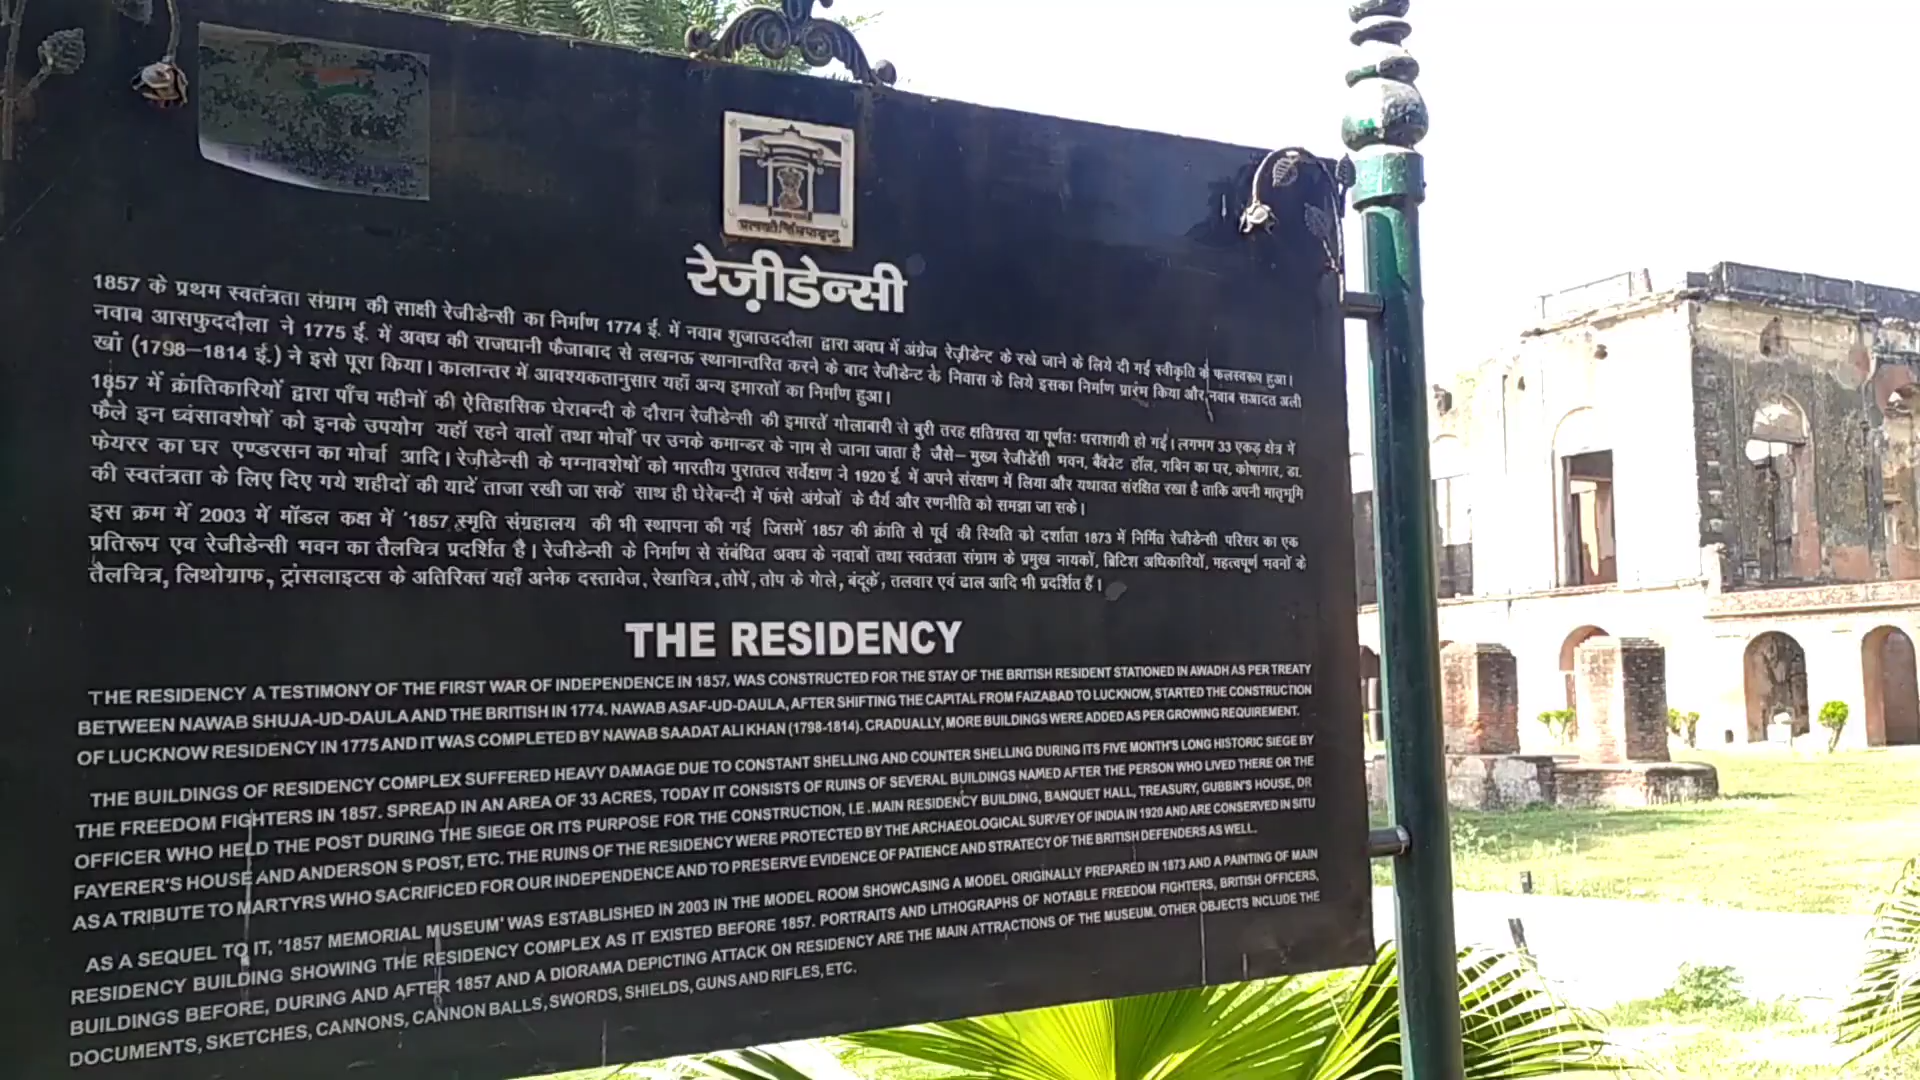 रेज़ीडेन्सी
1857 के प्रथम स्वतंत्रता संग्राम की साक्षी रेजीडेन्सी का निर्माण 1774 ई. में नवाब शुजाउददौला द्वारा अवध में अंग्रेज रेज़ीडेन्ट के रखे जाने के लिये दी गई स्वीकृति के फलस्वरूप हुआ।
नवाब आसफुददौला ने 1775 ई. में अवध की राजधानी फैजाबाद से लखनऊ स्थानान्तरित करने के बाद रेजीडेन्ट के निवास के लिये इसका निर्माण प्रारंम किया और नवाब सआदत अली
खां (1798–1814 ई.) ने इसे पूरा किया। कालान्तर में आवश्यकतानुसार यहाँ अन्य इमारतों का निर्माण हुआ।
1857 में क्रांतिकारियों द्वारा पाँच महीनों की ऐतिहासिक घेराबन्दी के दौरान रेजीडेन्सी की इमारतें गोलाबारी से बुरी तरह क्षतिग्रस्त या पूर्णतः धराशायी हो गईं। लगभग 33 एकड़ क्षेत्र में
फैले इन ध्वंसावशेषों को इनके उपयोग यहाँ रहने वालों तथा मोर्चों पर उनके कमान्डर के नाम से जाना जाता है जैसे– मुख्य रेजीडेंसी भवन, बैंक्वेट हॉल, गबिन का घर, कोषागार, डा.
फेयरर का घर एण्डरसन का मोर्चा आदि। रेज़ीडेन्सी के भग्नावशेषों को भारतीय पुरातत्व सर्वेक्षण ने 1920 ई. में अपने संरक्षण में लिया और यथावत संरक्षित रखा है ताकि अपनी मातृभूमि
की स्वतंत्रता के लिए दिए गये शहीदों की यादें ताजा रखी जा सकें साथ ही घेरेबन्दी में फंसे अंग्रेजों के धैर्य और रणनीति को समझा जा सके।
इस क्रम में 2003 में मॉडल कक्ष में '1857 स्मृति संग्रहालय की भी स्थापना की गई जिसमें 1857 की क्रांति से पूर्व की स्थिति को दर्शाता 1873 में निर्मित रेजीडेन्सी परिसर का एक
प्रतिरूप एव रेजीडेन्सी भवन का तैलचित्र प्रदर्शित है। रेजीडेन्सी के निर्माण से संबंधित अवध के नवाबों तथा स्वतंत्रता संग्राम के प्रमुख नायकों, ब्रिटिश अधिकारियों, महत्वपूर्ण भवनों के
तैलचित्र, लिथोग्राफ, ट्रांसलाइटस के अतिरिक्त यहाँ अनेक दस्तावेज, रेखाचित्र, तोपें, तोप के गोले, बंदूकें, तलवार एवं ढाल आदि भी प्रदर्शित हैं।
THE RESIDENCY
THE RESIDENCY A TESTIMONY OF THE FIRST WAR OF INDEPENDENCE IN 1857, WAS CONSTRUCTED FOR THE STAY OF THE BRITISH RESIDENT STATIONED IN AWADH AS PER TREATY
BETWEEN NAWAB SHUJA-UD-DAULA AND THE BRITISH IN 1774. NAWAB ASAF-UD-DAULA, AFTER SHIFTING THE CAPITAL FROM FAIZABAD TO LUCKNOW, STARTED THE CONSTRUCTION
OF LUCKNOW RESIDENCY IN 1775 AND IT WAS COMPLETED BY NAWAB SAADAT ALI KHAN (1798-1814). GRADUALLY, MORE BUILDINGS WERE ADDED AS PER GROWING REQUIREMENT.
THE BUILDINGS OF RESIDENCY COMPLEX SUFFERED HEAVY DAMAGE DUE TO CONSTANT SHELLING AND COUNTER SHELLING DURING ITS FIVE MONTH'S LONG HISTORIC SIEGE BY
THE FREEDOM FIGHTERS IN 1857. SPREAD IN AN AREA OF 33 ACRES, TODAY IT CONSISTS OF RUINS OF SEVERAL BUILDINGS NAMED AFTER THE PERSON WHO LIVED THERE OR THE
OFFICER WHO HELD THE POST DURING THE SIEGE OR ITS PURPOSE FOR THE CONSTRUCTION, I.E. MAIN RESIDENCY BUILDING, BANQUET HALL, TREASURY, GUBBIN'S HOUSE, DR
FAYERER'S HOUSE AND ANDERSON S POST, ETC. THE RUINS OF THE RESIDENCY WERE PROTECTED BY THE ARCHAEOLOGICAL SURVEY OF INDIA IN 1920 AND ARE CONSERVED IN SITU
AS A TRIBUTE TO MARTYRS WHO SACRIFICED FOR OUR INDEPENDENCE AND TO PRESERVE EVIDENCE OF PATIENCE AND STRATECY OF THE BRITISH DEFENDERS AS WELL.
AS A SEQUEL TO IT, '1857 MEMORIAL MUSEUM' WAS ESTABLISHED IN 2003 IN THE MODEL ROOM SHOWCASING A MODEL ORIGINALLY PREPARED IN 1873 AND A PAINTING OF MAIN
RESIDENCY BUILDING SHOWING THE RESIDENCY COMPLEX AS IT EXISTED BEFORE 1857. PORTRAITS AND LITHOGRAPHS OF NOTABLE FREEDOM FIGHTERS, BRITISH OFFICERS,
BUILDINGS BEFORE, DURING AND AFTER 1857 AND A DIORAMA DEPICTING ATTACK ON RESIDENCY ARE THE MAIN ATTRACTIONS OF THE MUSEUM. OTHER OBJECTS INCLUDE THE
DOCUMENTS, SKETCHES, CANNONS, CANNON BALLS, SWORDS, SHIELDS, GUNS AND RIFLES, ETC.